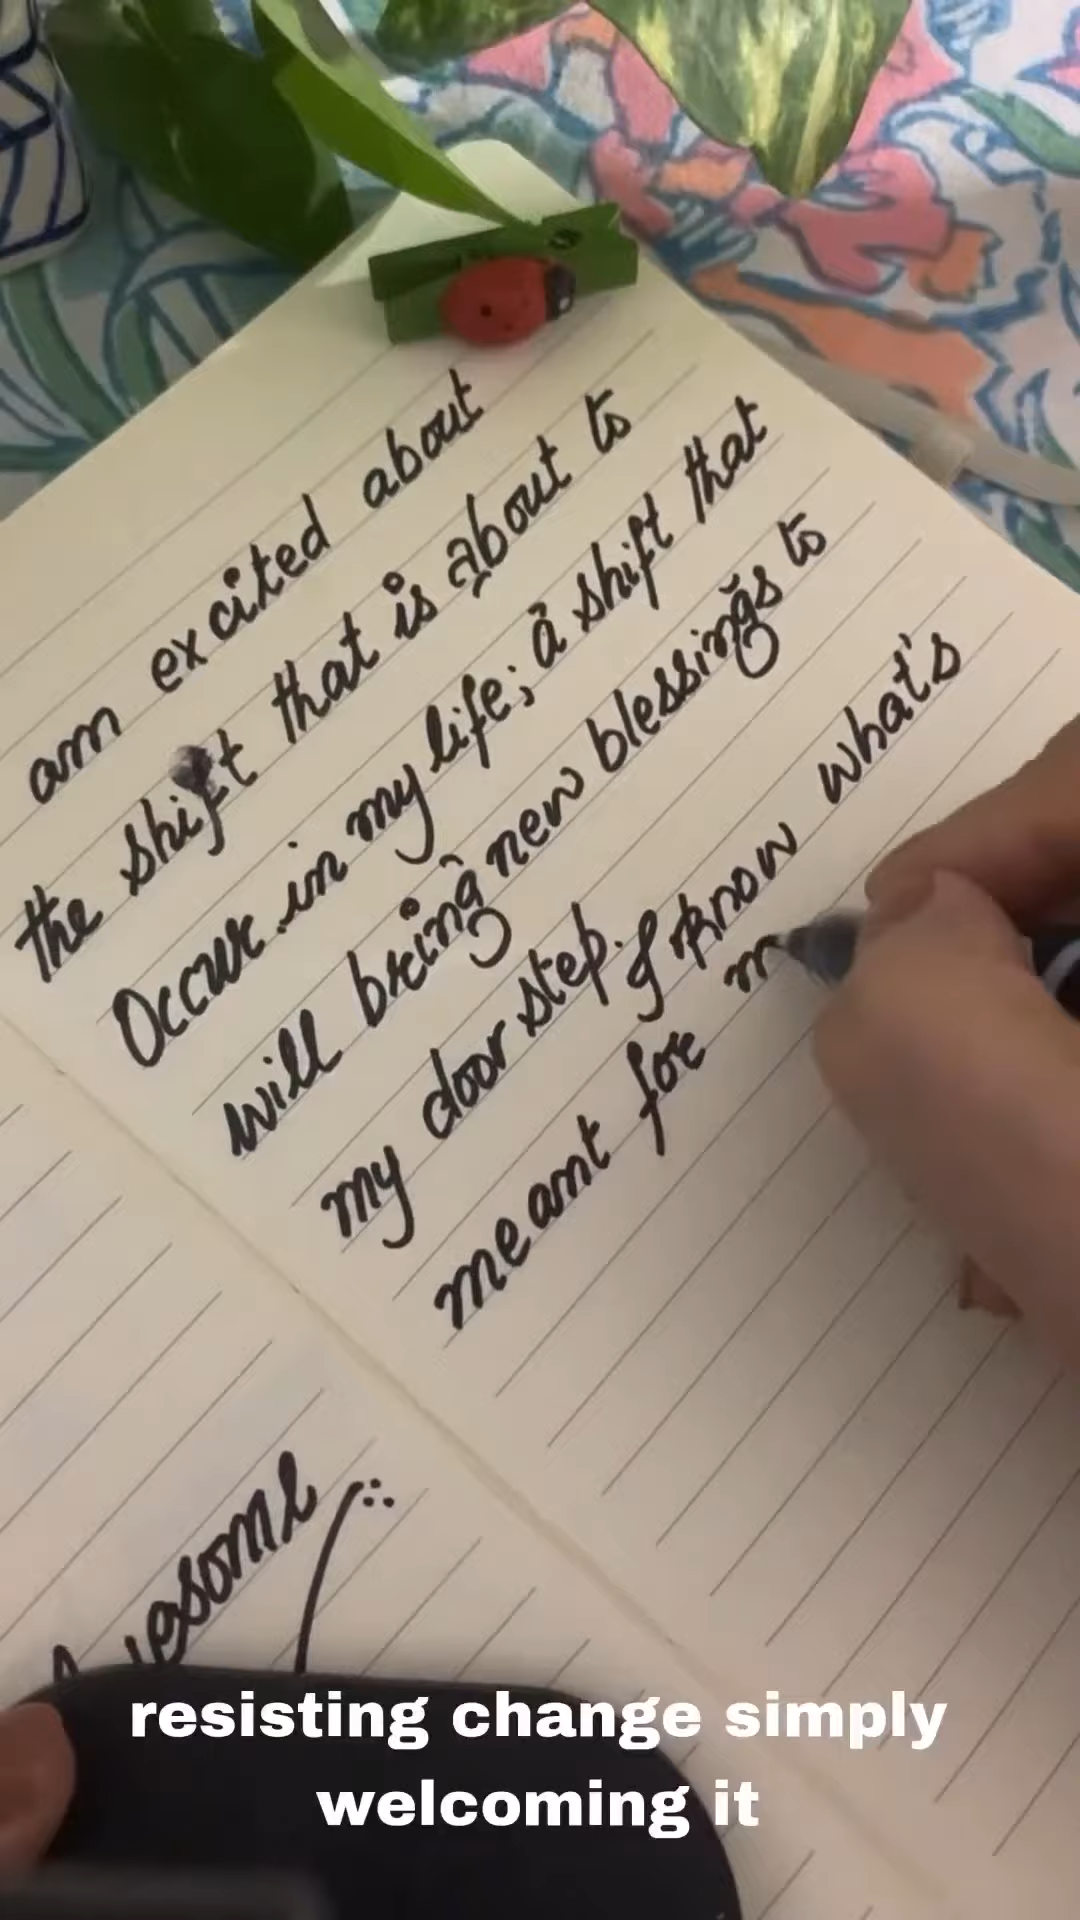 am excited about
the shift that is about to
Occur in my life; a shift that
will bring new blessings to
my door step. I know what's
meant for m
Awesome
resisting change simply
welcoming it